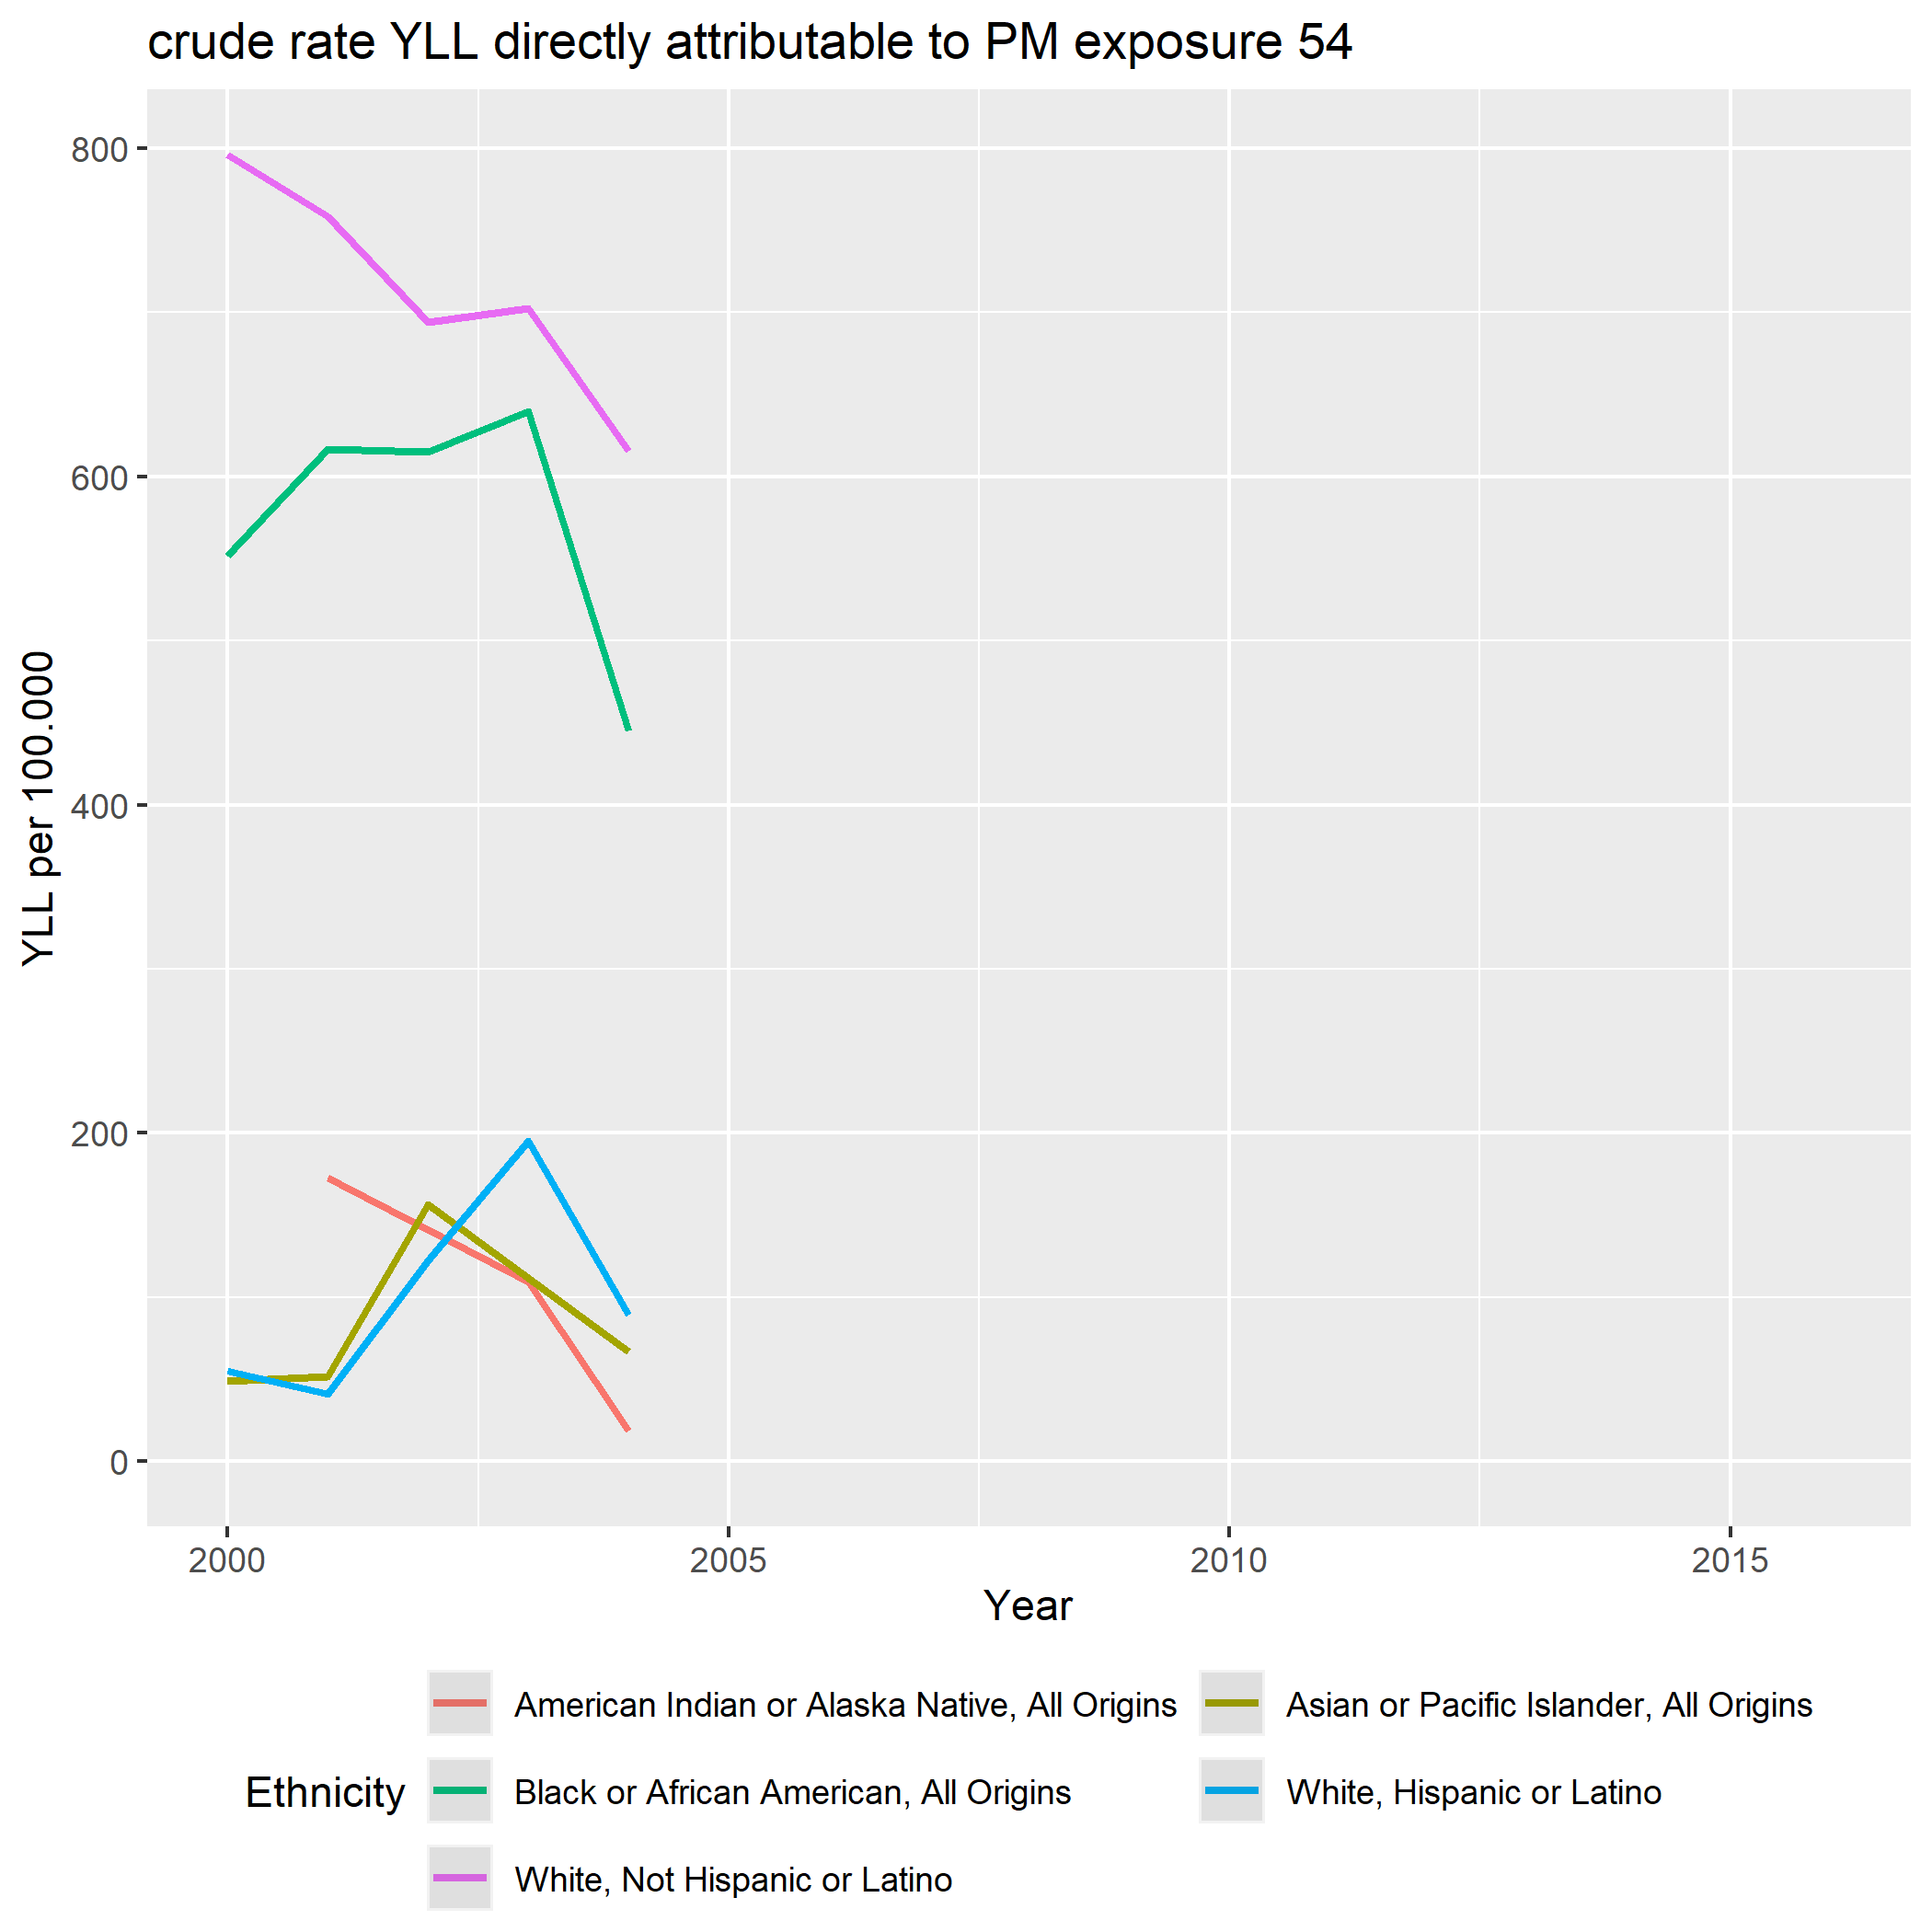 crude rate YLL directly attributable to PM exposure 54
YLL per 100.000
800
600
400
200
0
2000 2005 2010 2015
Year
Ethnicity
American Indian or Alaska Native, All Origins
Asian or Pacific Islander, All Origins
Black or African American, All Origins
White, Hispanic or Latino
White, Not Hispanic or Latino